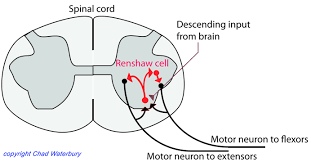 Spinal cord
Descending input
from brain
Renshaw cell
Motor neuron to flexors
Motor neuron to extensors
©copyright Chad Waterbury